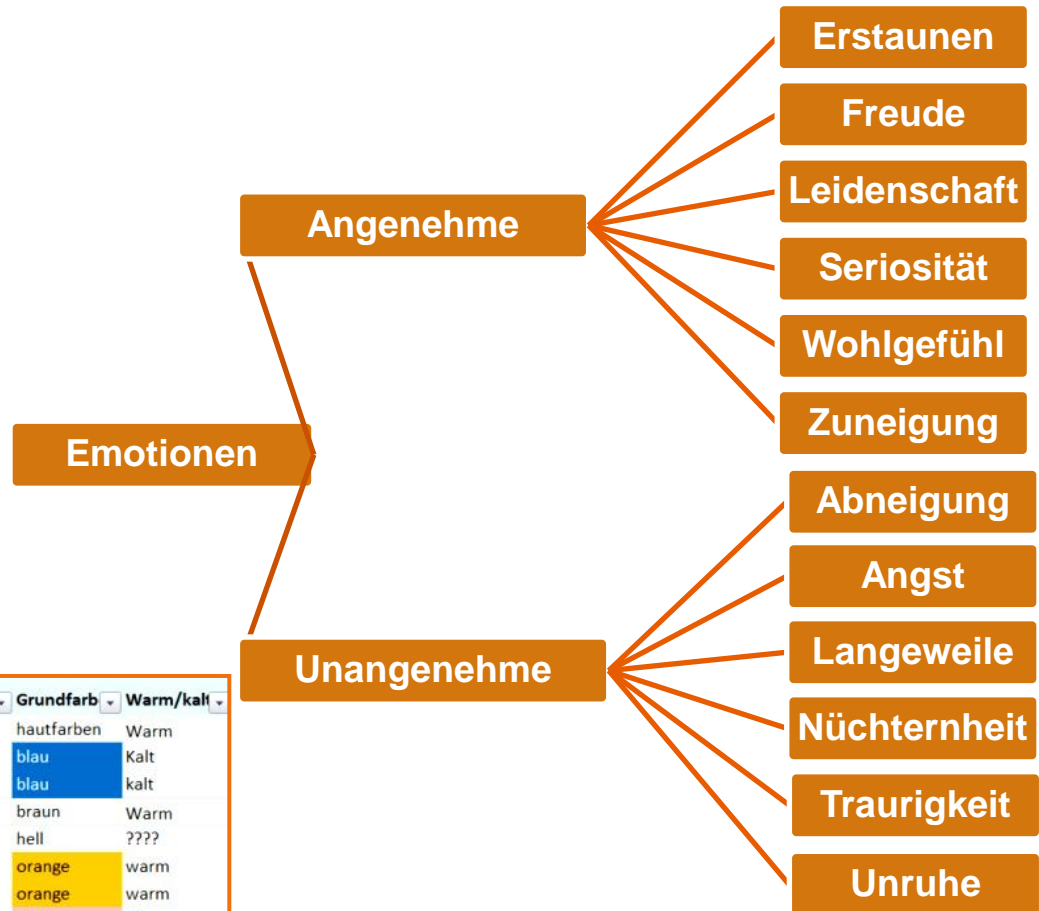 Emotionen
Angenehme
Erstaunen
Freude
Leidenschaft
Seriosität
Wohlgefühl
Zuneigung
Unangenehme
Abneigung
Angst
Langeweile
Nüchternheit
Traurigkeit
Unruhe
Grundfarb Warm/kalt
hautfarben Warm
blau Kalt
blau kalt
braun Warm
hell ????
orange warm
orange warm